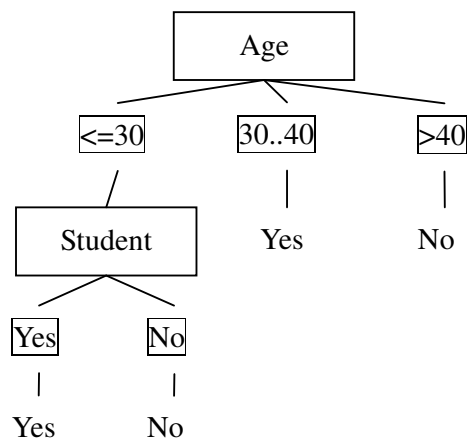 Age
<=30 30..40 >40
Student Yes No
Yes No
Yes No